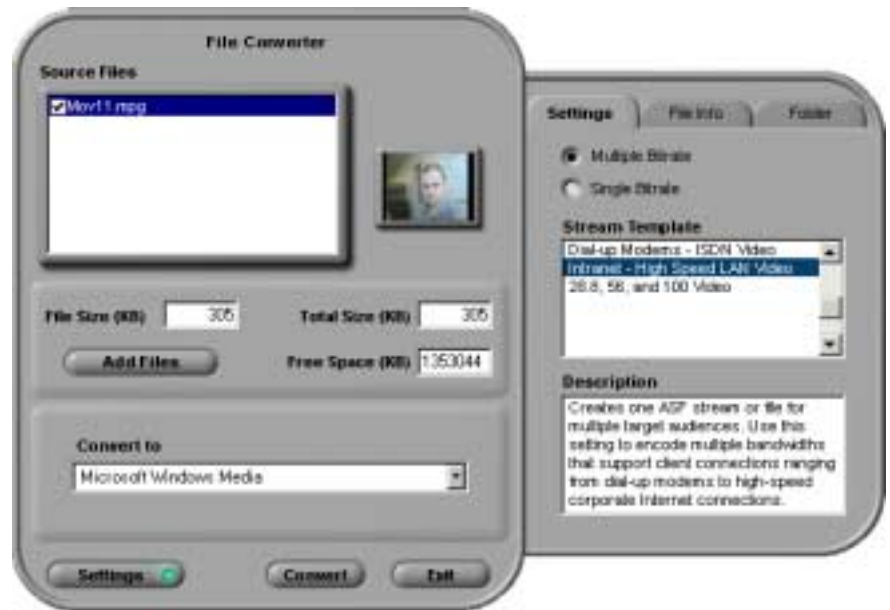 File Converter
Source Files
Mov11.mpg
File Size (KB) 305
Total Size (KB) 305
Add Files
Free Space (KB) 1353044
Convert to
Microsoft Windows Media
Settings
Convert
Exit
Settings
File Info
Folder
Multiple Bitrate
Single Bitrate
Stream Template
Dial-up Modems - ISDN Video
Intranet - High Speed LAN Video
28.8, 56, and 100 Video
Description
Creates one ASF stream or file for
multiple target audiences. Use this
setting to encode multiple bandwidths
that support client connections ranging
from dial-up modems to high-speed
corporate Internet connections.